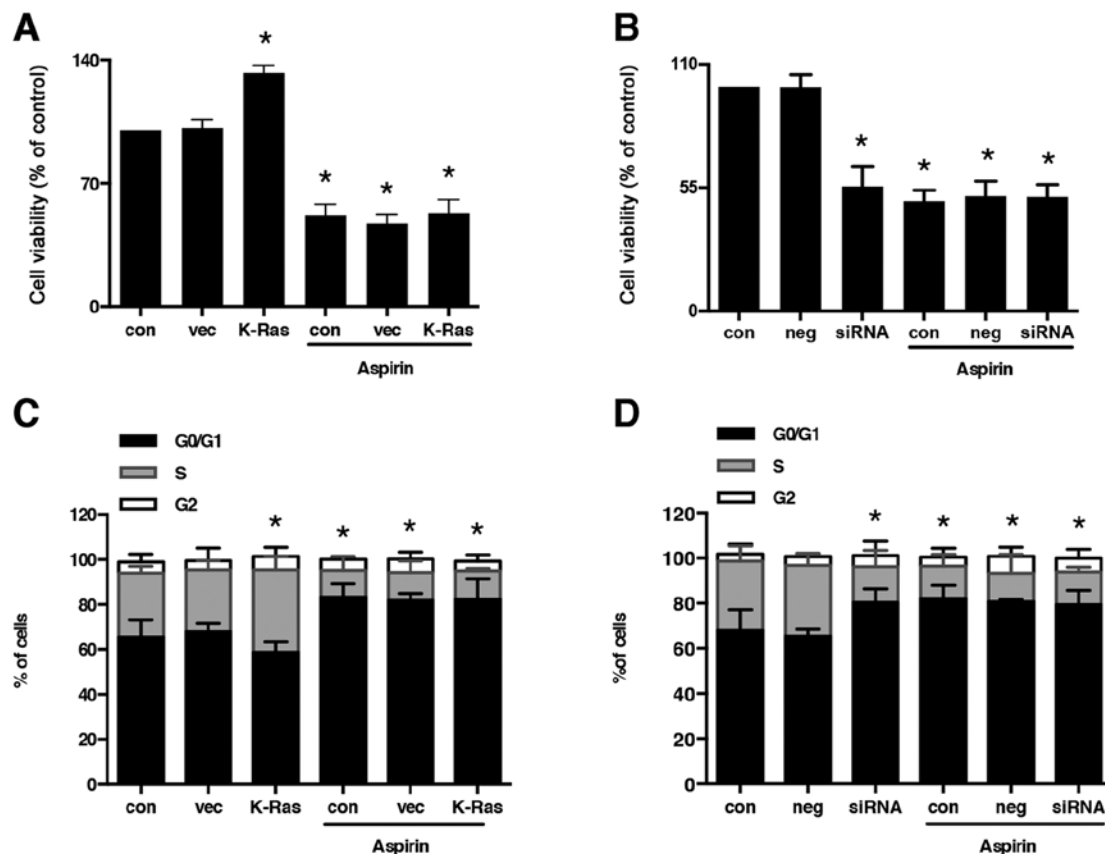 A
Cell viability (% of control)
140
70
0
* * * *
con vec K-Ras con vec K-Ras
Aspirin
B
Cell viability (% of control)
110
55
0
* * * *
con neg siRNA con neg siRNA
Aspirin
C
G0/G1
S
G2
% of cells
120
100
80
60
40
20
0
* * * *
con vec K-Ras con vec K-Ras
Aspirin
D
G0/G1
S
G2
%of cells
120
100
80
60
40
20
0
* * * *
con neg siRNA con neg siRNA
Aspirin